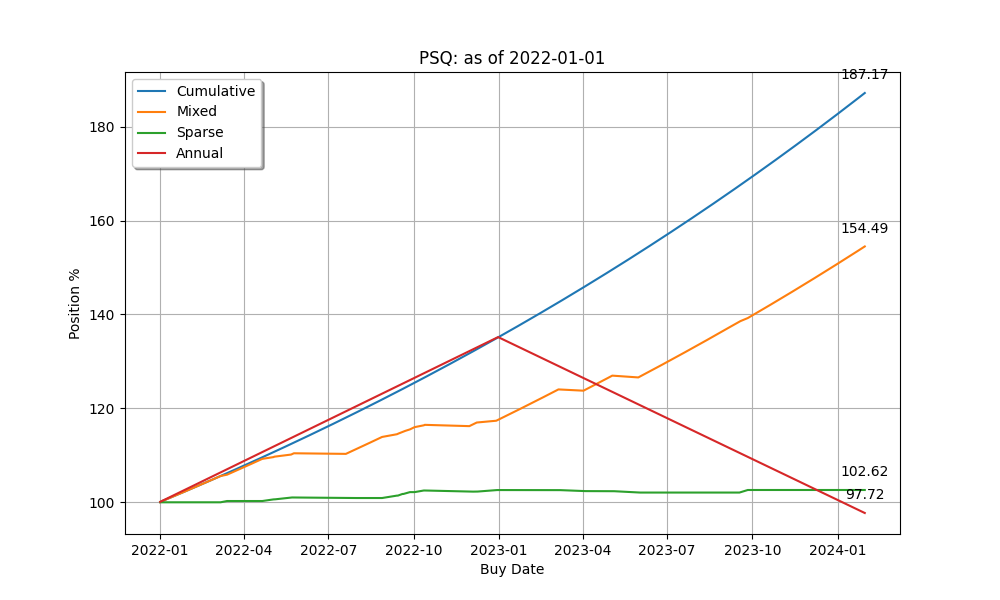 PSQ: as of 2022-01-01
187.17
Cumulative
Mixed
Sparse
Annual
180
160
154.49
140
120
100
102.62
97.72
Position %
2022-01
2022-04
2022-07
2022-10
2023-01
2023-04
2023-07
2023-10
2024-01
Buy Date